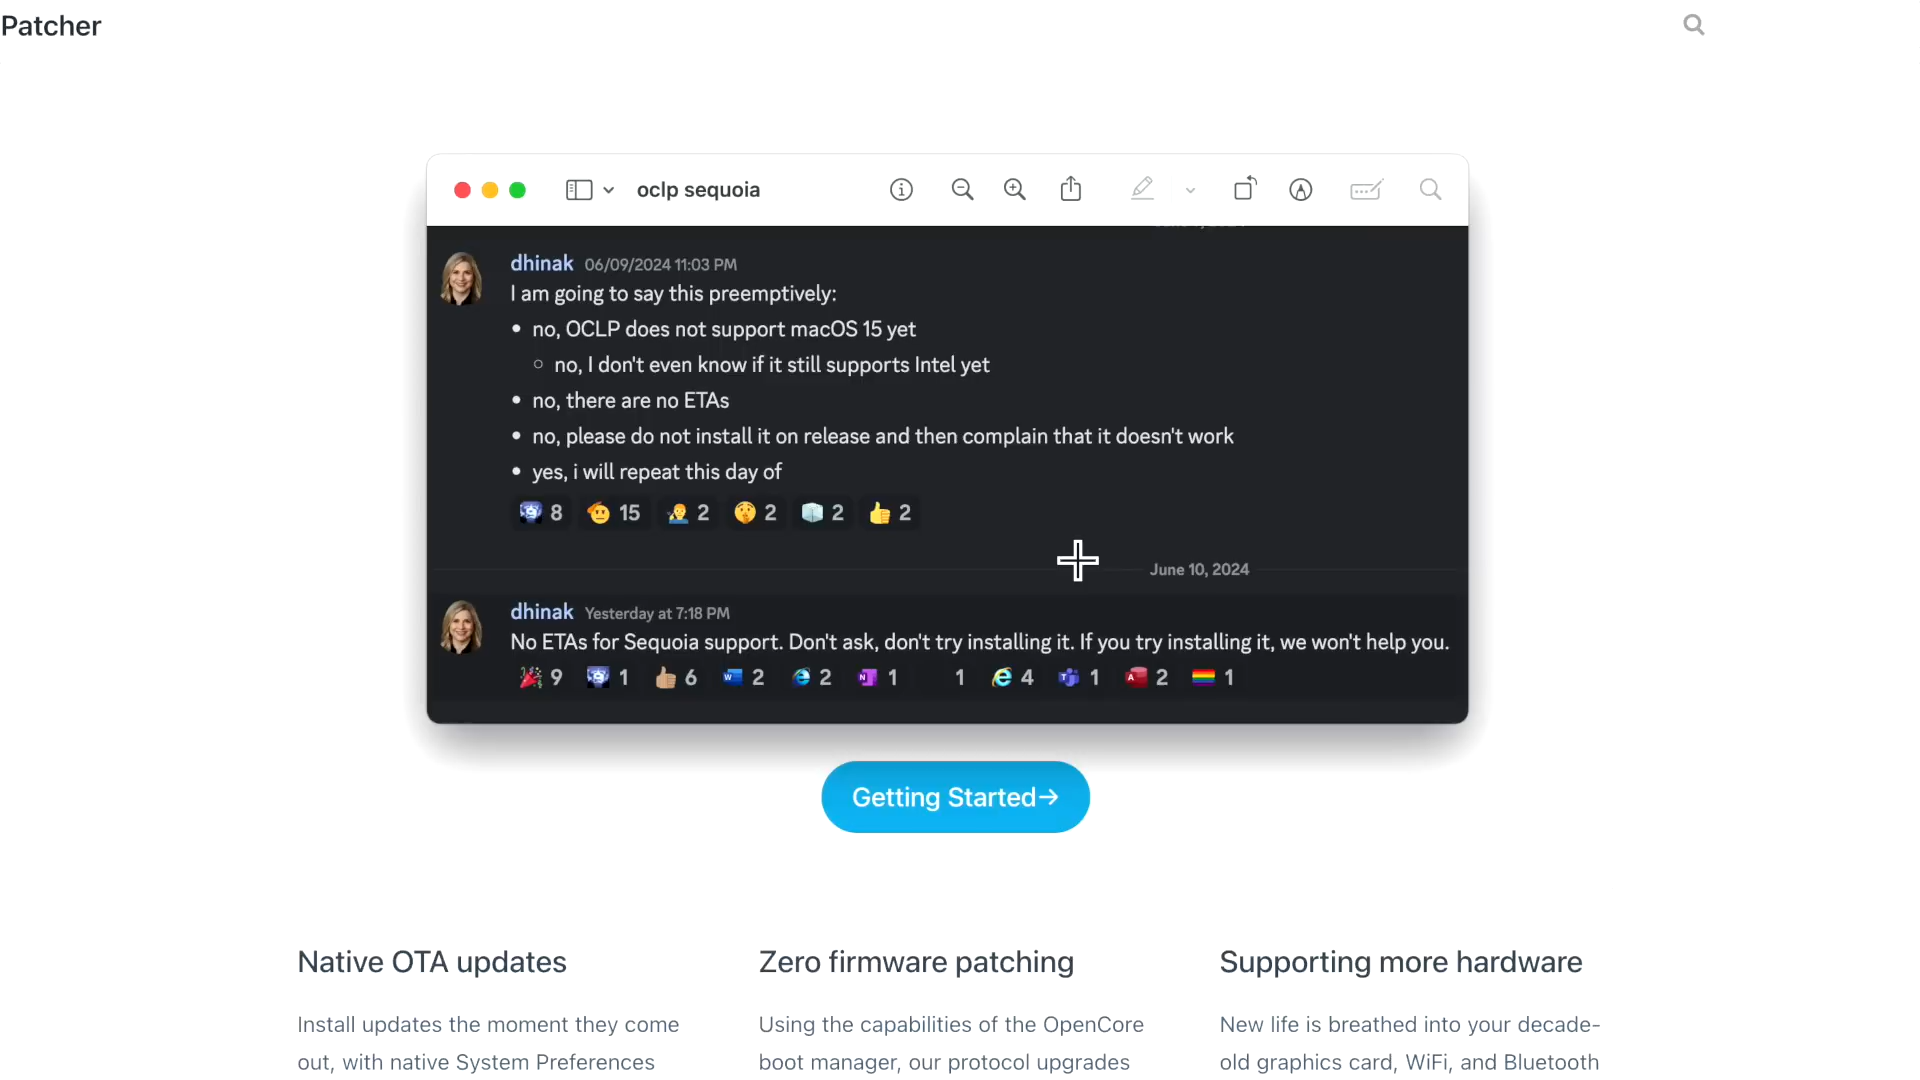 Patcher
oclp sequoia
dhinak 06/09/2024 11:03 PM
I am going to say this preemptively:
• no, OCLP does not support macOS 15 yet
◦ no, I don't even know if it still supports Intel yet
• no, there are no ETAs
• no, please do not install it on release and then complain that it doesn't work
• yes, i will repeat this day of
8 15 2 2 2 2
June 10, 2024
dhinak Yesterday at 7:18 PM
No ETAs for Sequoia support. Don't ask, don't try installing it. If you try installing it, we won't help you.
9 1 6 2 2 1 1 4 1 2 1
Getting Started→
Native OTA updates
Install updates the moment they come
out, with native System Preferences
Zero firmware patching
Using the capabilities of the OpenCore
boot manager, our protocol upgrades
Supporting more hardware
New life is breathed into your decade-
old graphics card, WiFi, and Bluetooth